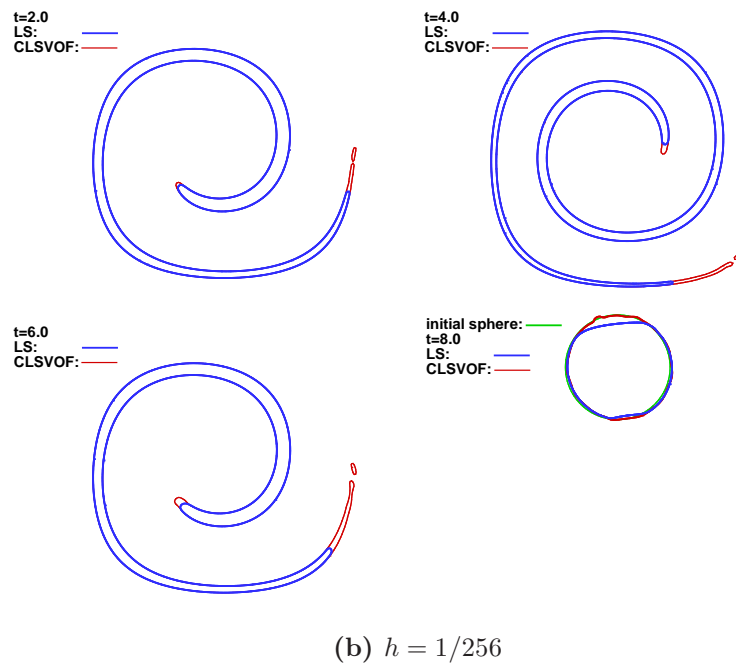 t=2.0
LS:
CLSVOF:
t=4.0
LS:
CLSVOF:
t=6.0
LS:
CLSVOF:
initial sphere:
t=8.0
LS:
CLSVOF:
(b) h = 1/256